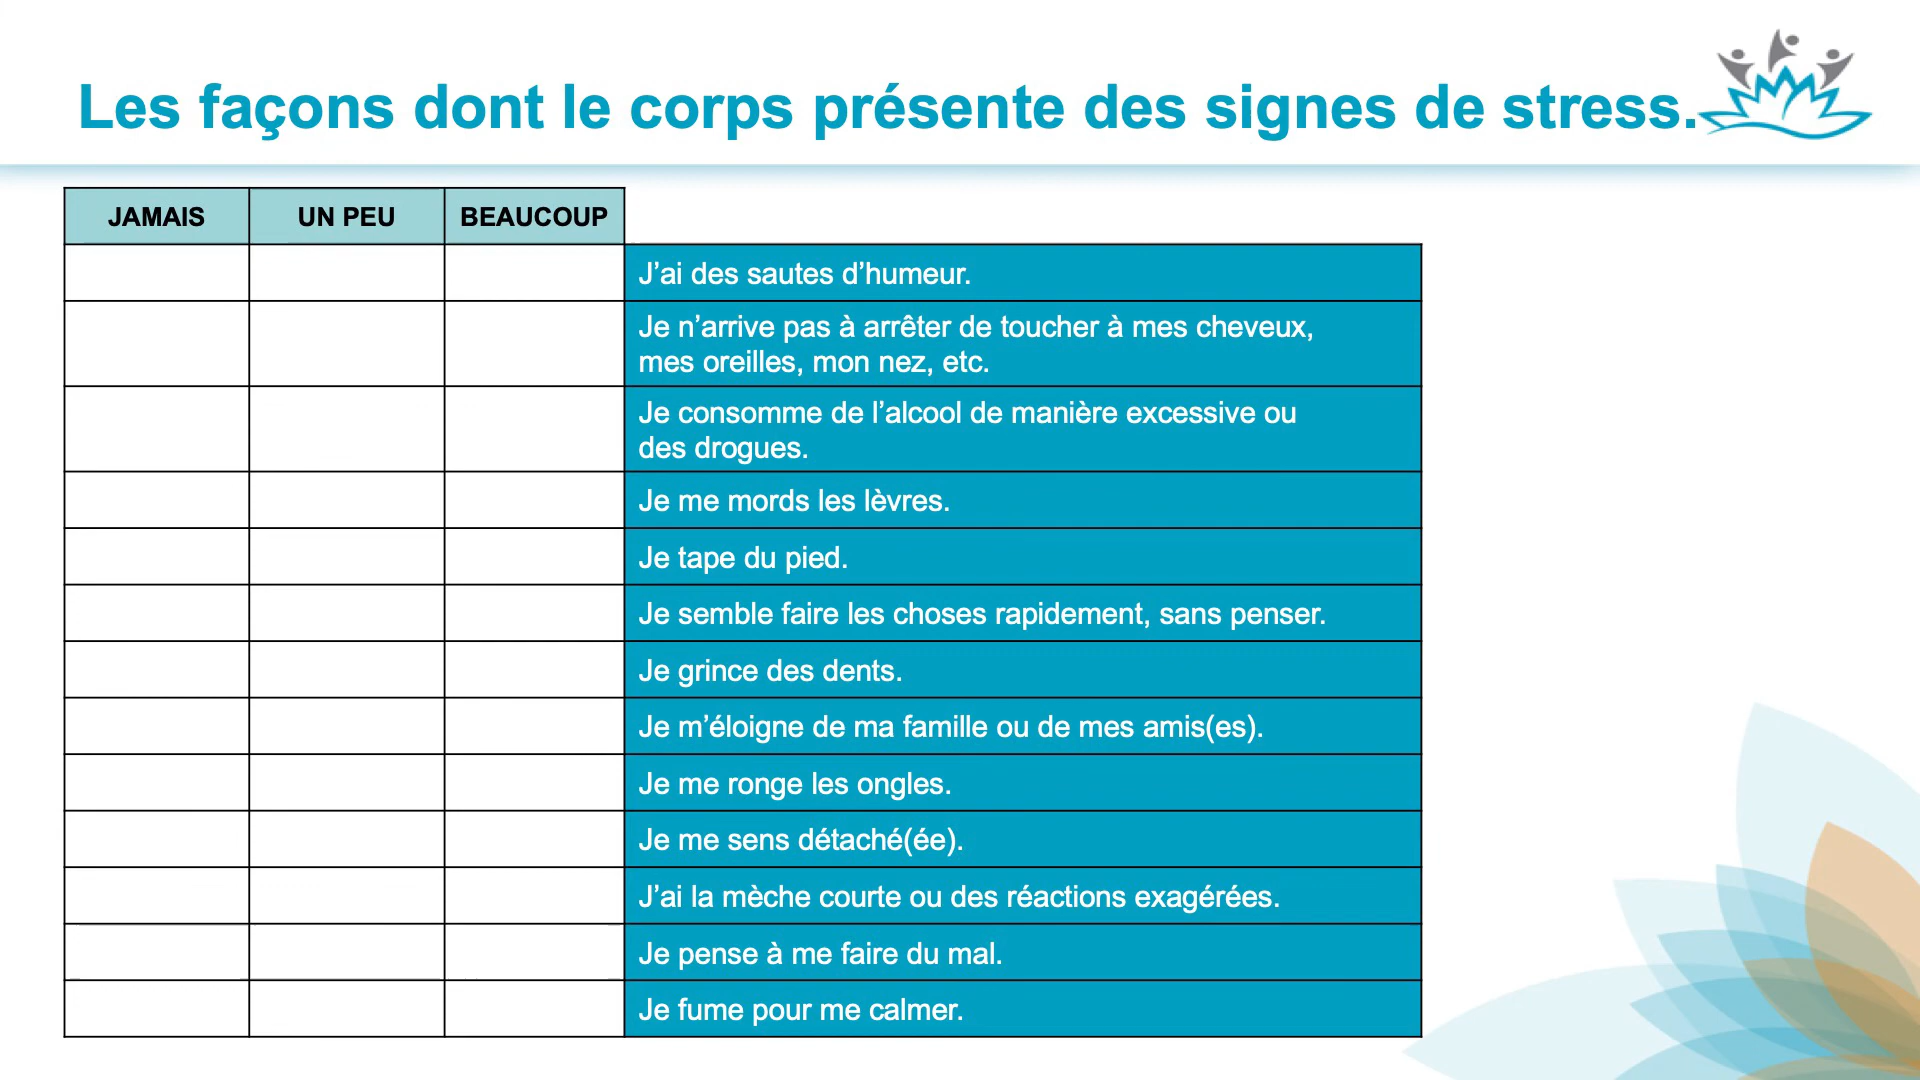 Les façons dont le corps présente des signes de stress.
JAMAIS UN PEU BEAUCOUP
J’ai des sautes d’humeur.
Je n’arrive pas à arrêter de toucher à mes cheveux,
mes oreilles, mon nez, etc.
Je consomme de l’alcool de manière excessive ou
des drogues.
Je me mords les lèvres.
Je tape du pied.
Je semble faire les choses rapidement, sans penser.
Je grince des dents.
Je m’éloigne de ma famille ou de mes amis(es).
Je me ronge les ongles.
Je me sens détaché(ée).
J’ai la mèche courte ou des réactions exagérées.
Je pense à me faire du mal.
Je fume pour me calmer.